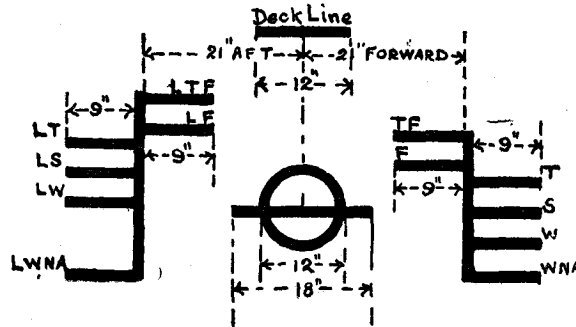 Deck Line
21" AFT
21" FORWARD
12"
LTF
9"
LF
LT
TF
9"
F
LS
9"
T
9"
LW
S
W
LWNA
12"
WNA
18"